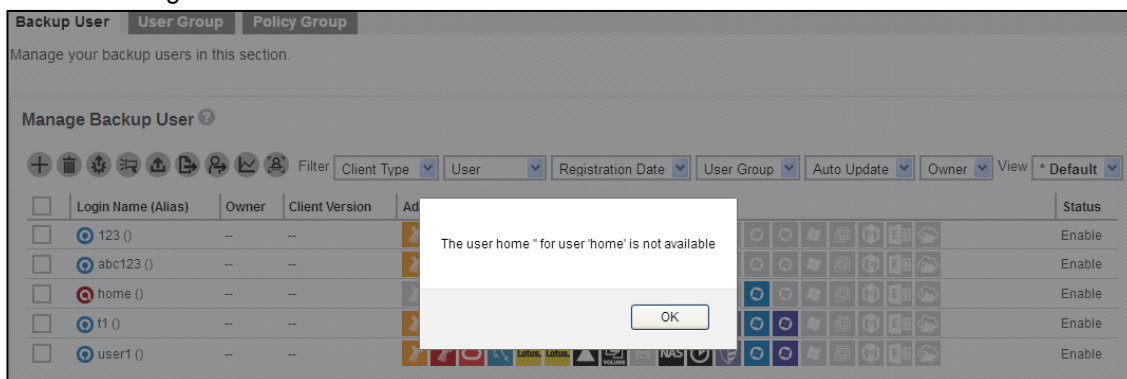 Backup User User Group Policy Group
Manage your backup users in this section.
Manage Backup User
Filter Client Type User Registration Date User Group Auto Update Owner View * Default
Login Name (Alias) Owner Client Version Ad Status
123 () -- -- Enable
The user home '' for user 'home' is not available
abc123 () -- -- Enable
home () -- -- Enable
OK
t1 () -- -- Enable
user1 () -- -- Lotus. Lotus. VOLUME NAS Enable